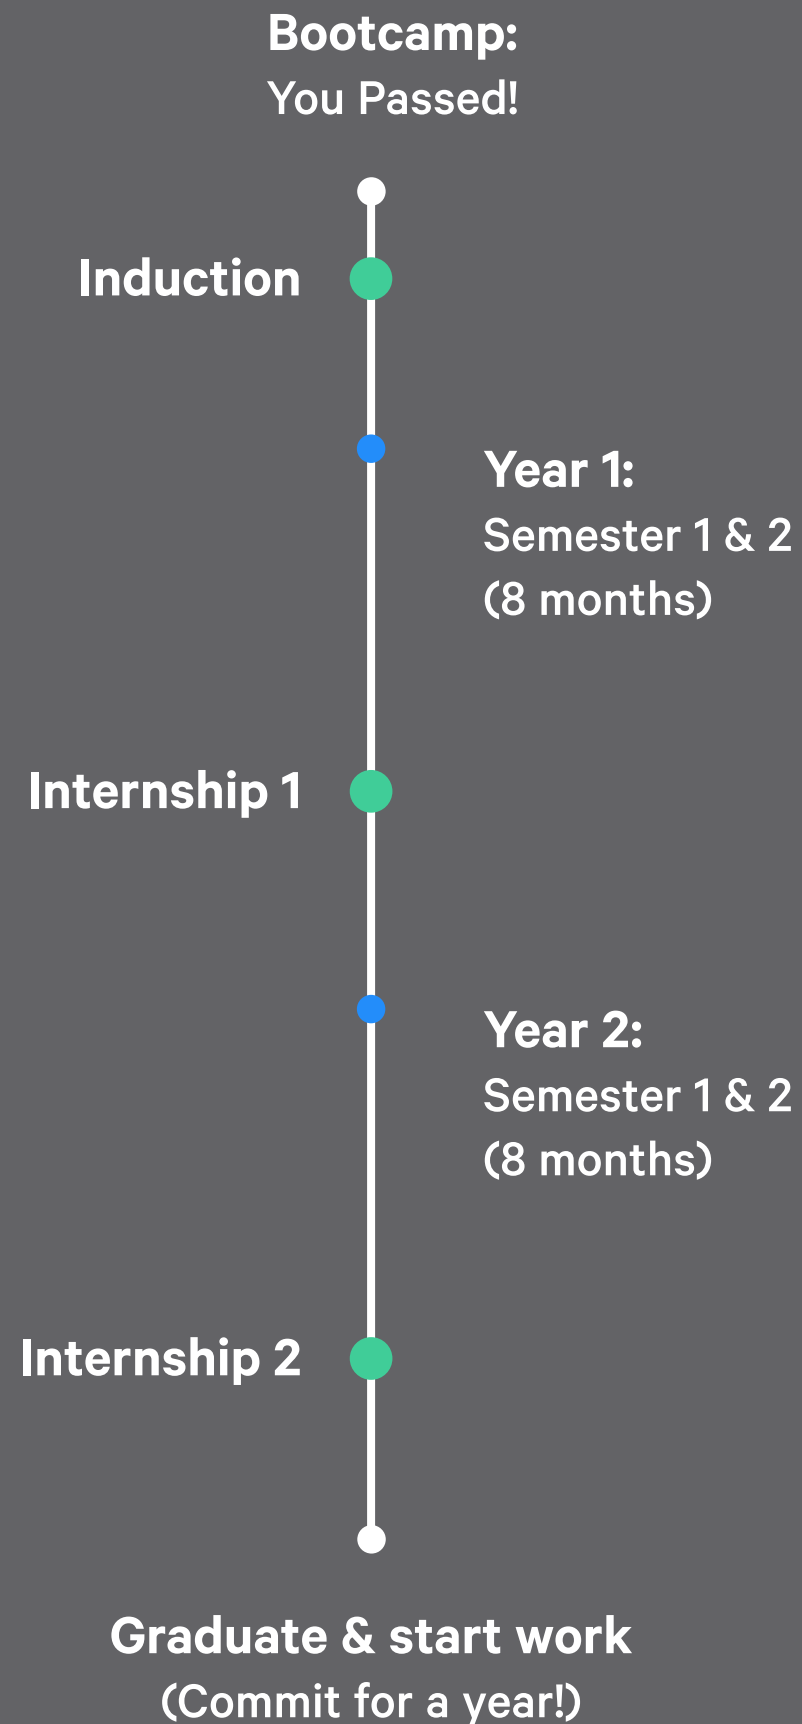 Bootcamp:
You Passed!
Induction
Year 1:
Semester 1 & 2
(8 months)
Internship 1
Year 2:
Semester 1 & 2
(8 months)
Internship 2
Graduate & start work
(Commit for a year!)